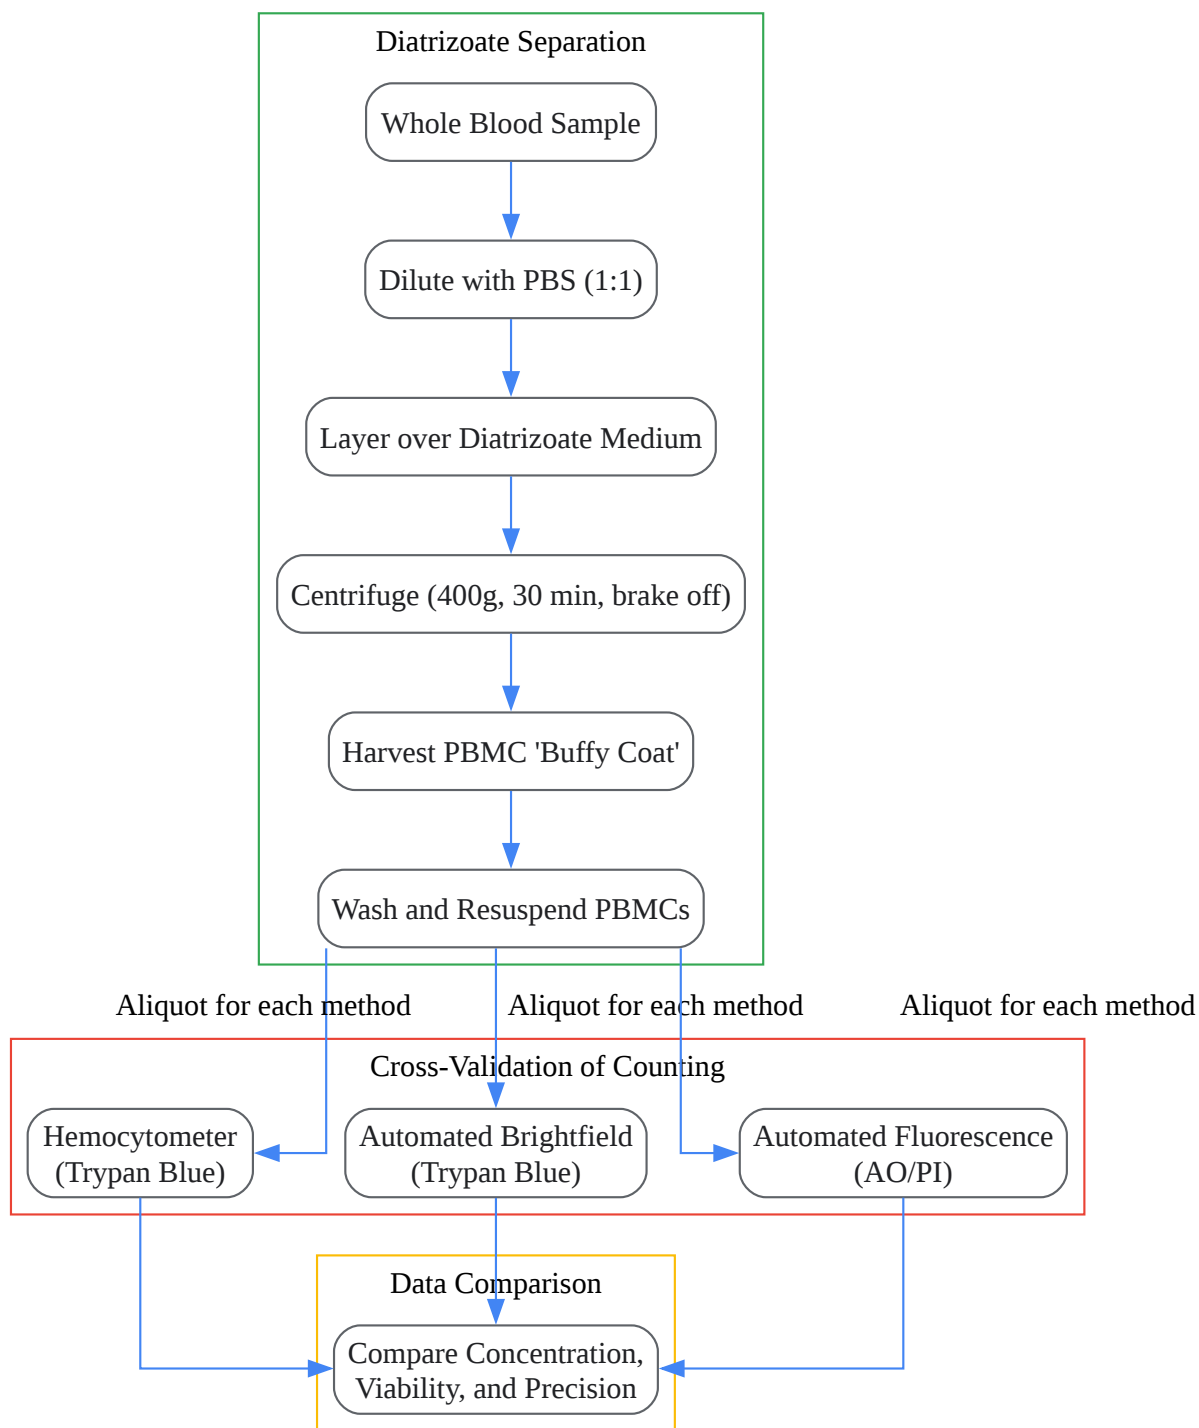 Diatrizoate Separation
Whole Blood Sample
Dilute with PBS (1:1)
Layer over Diatrizoate Medium
Centrifuge (400g, 30 min, brake off)
Harvest PBMC 'Buffy Coat'
Wash and Resuspend PBMCs
Aliquot for each method
Aliquot for each method
Aliquot for each method
Cross-Validation of Counting
Hemocytometer
(Trypan Blue)
Automated Brightfield
(Trypan Blue)
Automated Fluorescence
(AO/PI)
Data Comparison
Compare Concentration,
Viability, and Precision